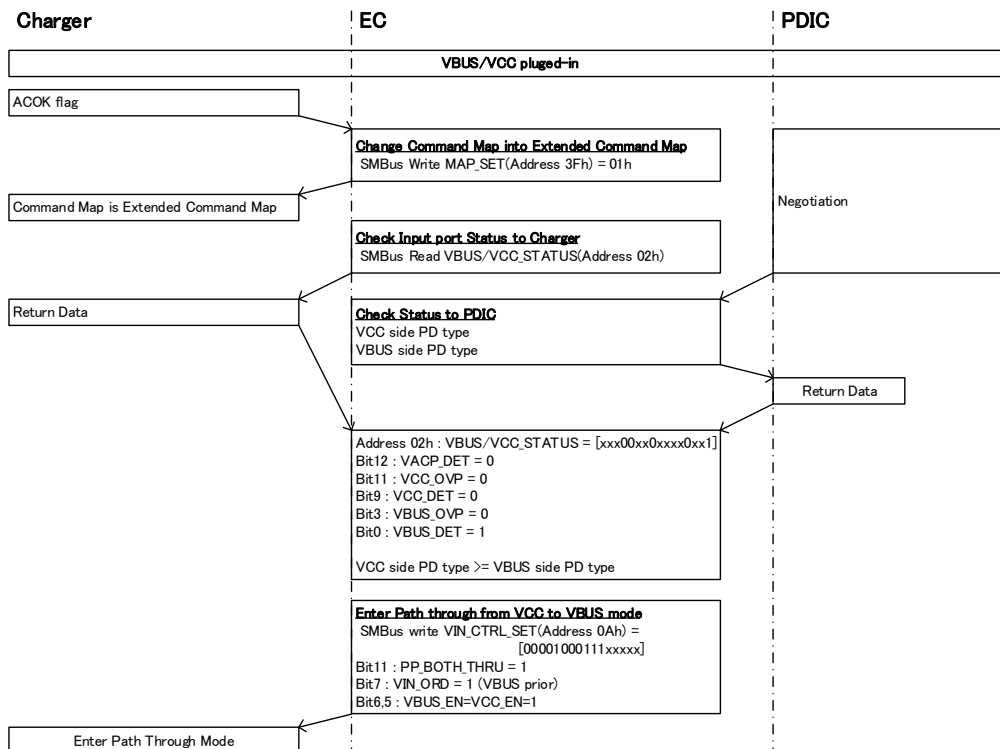 Charger
EC
PDIC
VBUS/VCC pluged-in
ACOK flag
Change Command Map into Extended Command Map
SMBus Write MAP_SET(Address 3Fh) = 01h
Negotiation
Command Map is Extended Command Map
Check Input port Status to Charger
SMBus Read VBUS/VCC_STATUS(Address 02h)
Return Data
Check Status to PDIC
VCC side PD type
VBUS side PD type
Return Data
Address 02h : VBUS/VCC_STATUS = [xxx00xx0xxxx0xx1]
Bit12 : VACP_DET = 0
Bit11 : VCC_OVP = 0
Bit9 : VCC_DET = 0
Bit3 : VBUS_OVP = 0
Bit0 : VBUS_DET = 1
VCC side PD type >= VBUS side PD type
Enter Path through from VCC to VBUS mode
SMBus write VIN_CTRL_SET(Address 0Ah) =
[00001000111xxxxx]
Bit11 : PP_BOTH_THRU = 1
Bit7 : VIN_ORD = 1 (VBUS prior)
Bit6,5 : VBUS_EN=VCC_EN=1
Enter Path Through Mode